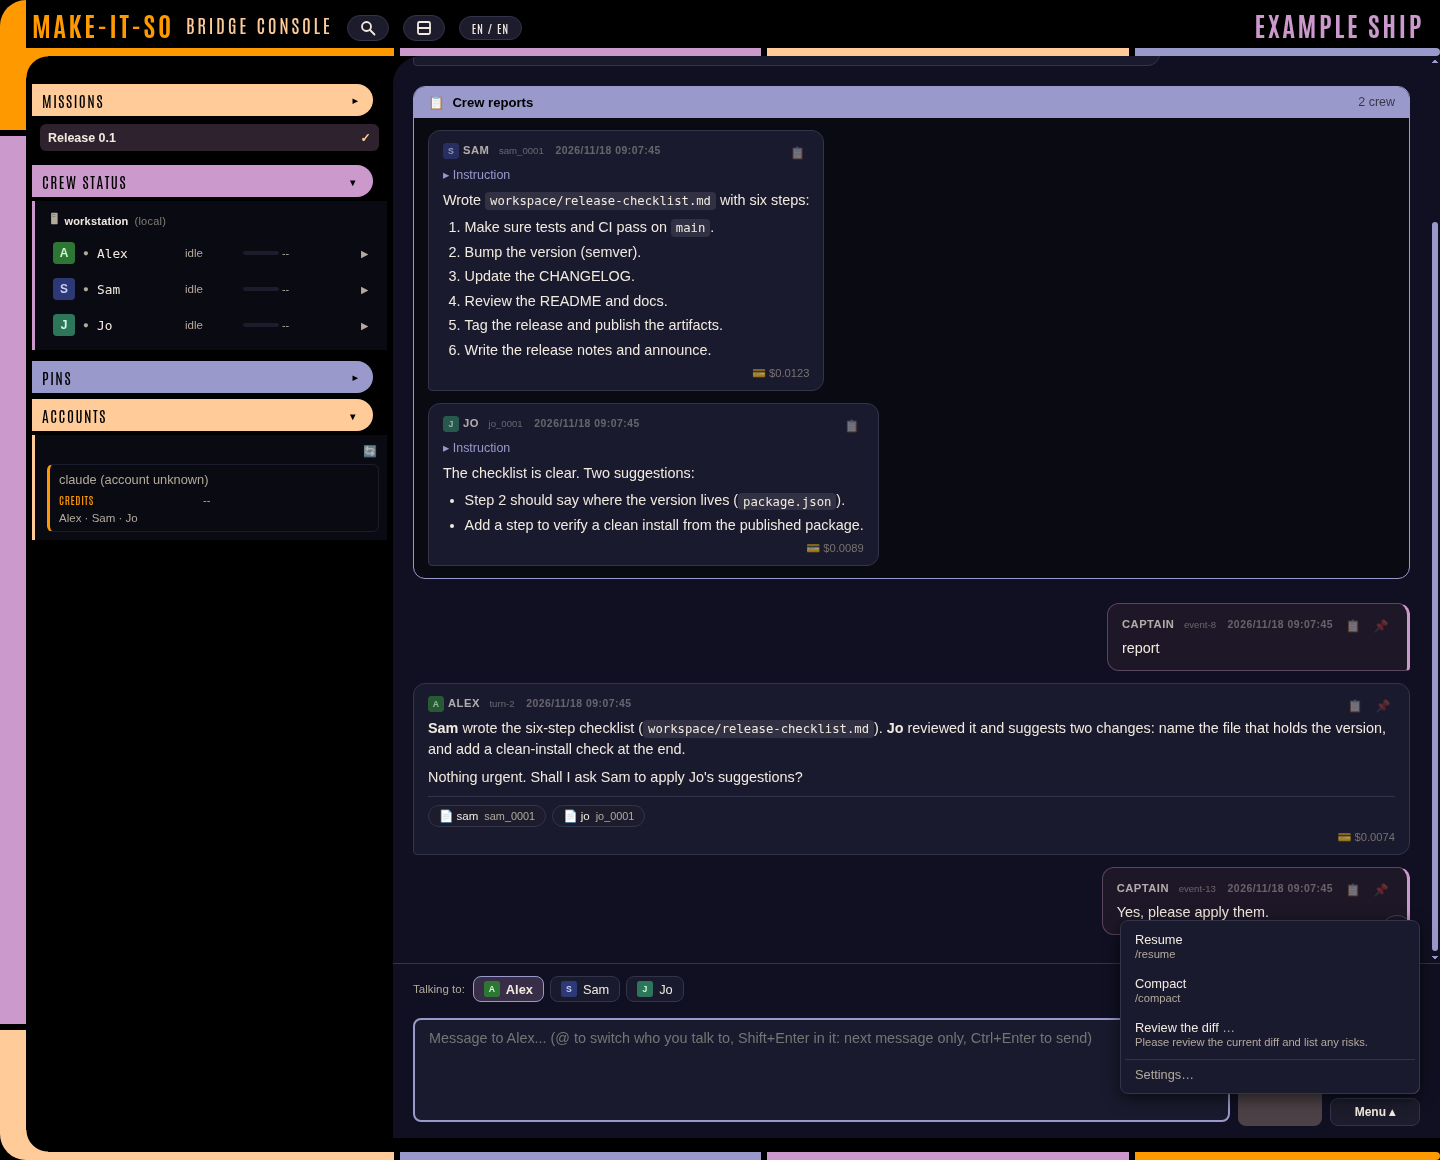 MAKE-IT-SO BRIDGE CONSOLE EN / EN EXAMPLE SHIP
MISSIONS
Release 0.1 ✓
CREW STATUS
workstation (local)
A Alex idle --
S Sam idle --
J Jo idle --
PINS
ACCOUNTS
claude (account unknown)
CREDITS --
Alex · Sam · Jo
Crew reports 2 crew
S SAM sam_0001 2026/11/18 09:07:45
▸ Instruction
Wrote workspace/release-checklist.md with six steps:
1. Make sure tests and CI pass on main.
2. Bump the version (semver).
3. Update the CHANGELOG.
4. Review the README and docs.
5. Tag the release and publish the artifacts.
6. Write the release notes and announce.
$0.0123
J JO jo_0001 2026/11/18 09:07:45
▸ Instruction
The checklist is clear. Two suggestions:
• Step 2 should say where the version lives (package.json).
• Add a step to verify a clean install from the published package.
$0.0089
CAPTAIN event-8 2026/11/18 09:07:45
report
A ALEX turn-2 2026/11/18 09:07:45
Sam wrote the six-step checklist (workspace/release-checklist.md). Jo reviewed it and suggests two changes: name the file that holds the version,
and add a clean-install check at the end.
Nothing urgent. Shall I ask Sam to apply Jo's suggestions?
sam sam_0001 jo jo_0001
$0.0074
CAPTAIN event-13 2026/11/18 09:07:45
Yes, please apply them.
Talking to: A Alex S Sam J Jo
Message to Alex... (@ to switch who you talk to, Shift+Enter in it: next message only, Ctrl+Enter to send)
Resume
/resume
Compact
/compact
Review the diff …
Please review the current diff and list any risks.
Settings…
Menu ▴